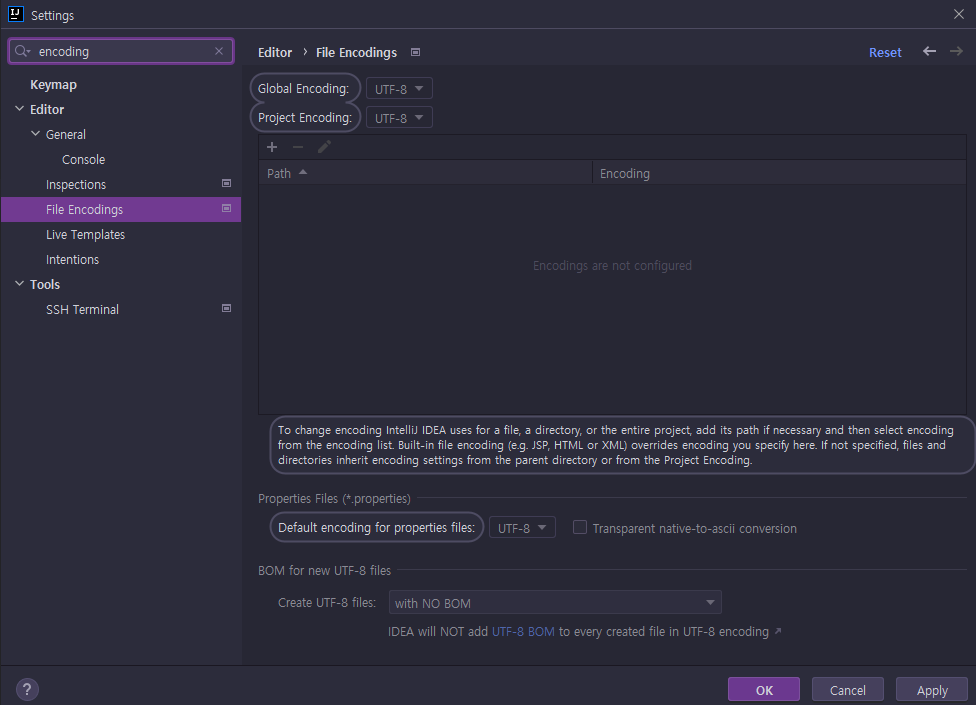 Settings
encoding
Keymap
Editor
General
Console
Inspections
File Encodings
Live Templates
Intentions
Tools
SSH Terminal
Editor › File Encodings
Reset
Global Encoding: UTF-8
Project Encoding: UTF-8
Path Encoding
Encodings are not configured
To change encoding IntelliJ IDEA uses for a file, a directory, or the entire project, add its path if necessary and then select encoding
from the encoding list. Built-in file encoding (e.g. JSP, HTML or XML) overrides encoding you specify here. If not specified, files and
directories inherit encoding settings from the parent directory or from the Project Encoding.
Properties Files (*.properties)
Default encoding for properties files: UTF-8 Transparent native-to-ascii conversion
BOM for new UTF-8 files
Create UTF-8 files: with NO BOM
IDEA will NOT add UTF-8 BOM to every created file in UTF-8 encoding ↗
? OK Cancel Apply